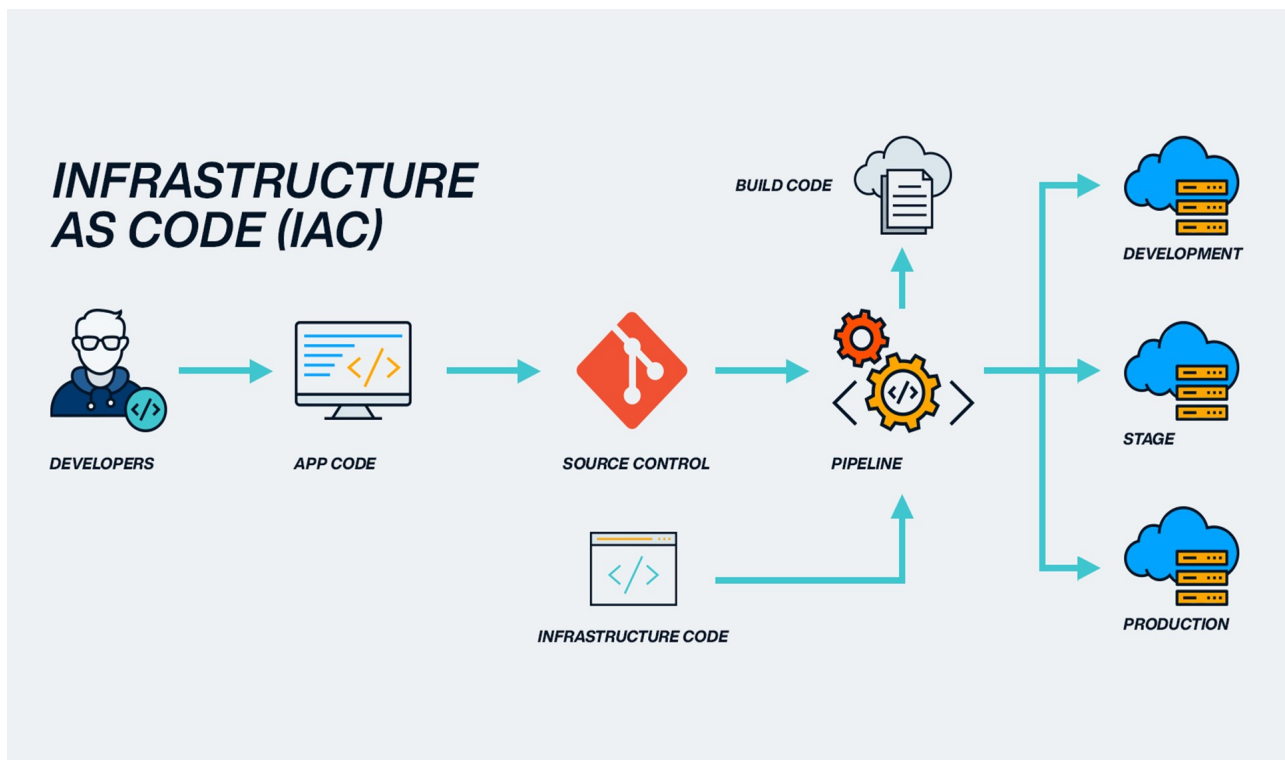 INFRASTRUCTURE
AS CODE (IAC)
BUILD CODE
DEVELOPMENT
DEVELOPERS
APP CODE
SOURCE CONTROL
PIPELINE
STAGE
INFRASTRUCTURE CODE
PRODUCTION